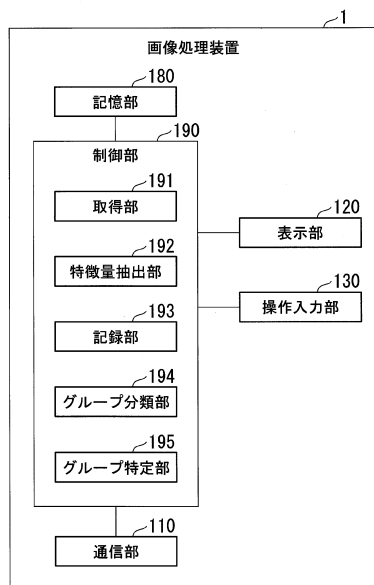 1
画像処理装置
180
記憶部
190
制御部
191
取得部
192
特徴量抽出部
193
記録部
194
グループ分類部
195
グループ特定部
120
表示部
130
操作入力部
110
通信部